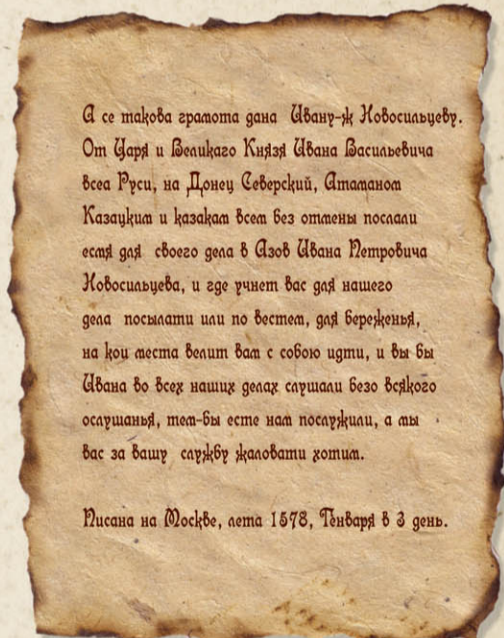 А се такова грамота дана Ивану-ж Новосильцеву.
От Царя и Великаго Князя Ивана Васильевича
всеа Руси, на Донец Северский, Атаманом
Казацким и казакам всем без отмены послали
есмя для своего дела в Азов Ивана Петровича
Новосильцева, и где учнет вас для нашего
дела посылати или по вестем, для береженья,
на кои места велит вам с собою идти, и вы бы
Ивана во всех наших делах слушали безо всякого
ослушанья, тем-бы есте нам послужили, а мы
вас за вашу службу жаловати хотим.
Писана на Москве, лета 1578, Генваря в 3 день.